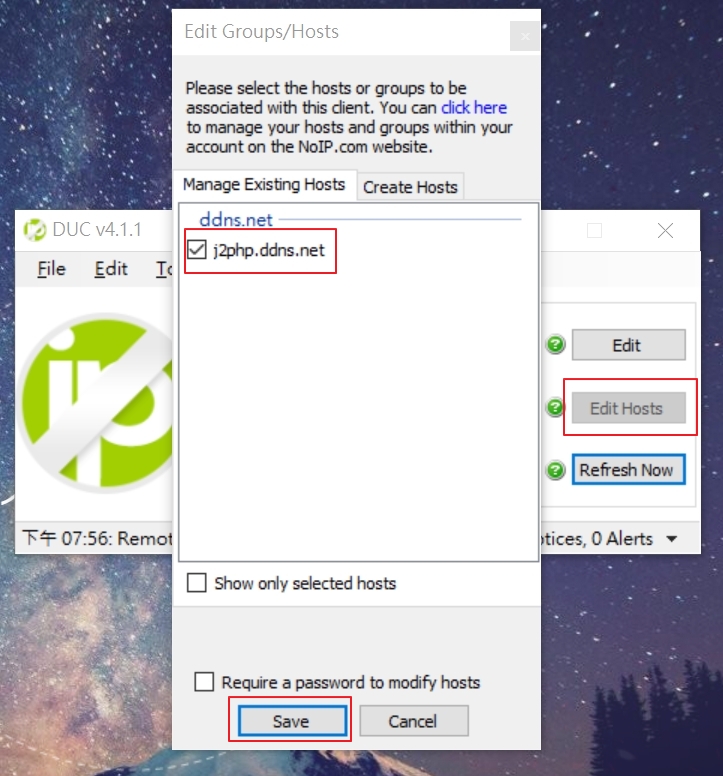 Edit Groups/Hosts
Please select the hosts or groups to be
associated with this client. You can click here
to manage your hosts and groups within your
account on the NoIP.com website.
Manage Existing Hosts
Create Hosts
ddns.net
j2php.ddns.net
Show only selected hosts
Require a password to modify hosts
Save
Cancel
DUC v4.1.1
File
Edit
ip
Edit
Edit Hosts
Refresh Now
下午 07:56: Remot
0 Alerts